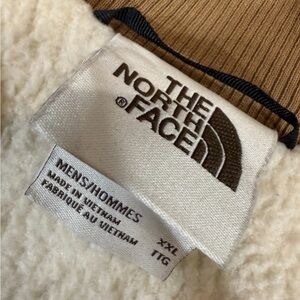 THE
NORTH
®FACE
MENS/HOMMES
MADE IN VIETNAM
FABRIQUÉ AU VIETNAM
XXL
TTG